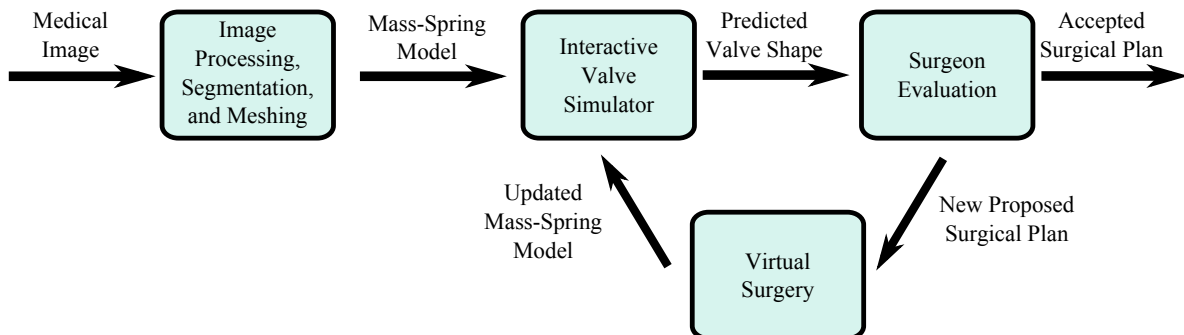 Medical
Image
Image
Processing,
Segmentation,
and Meshing
Mass-Spring
Model
Interactive
Valve
Simulator
Predicted
Valve Shape
Surgeon
Evaluation
Accepted
Surgical Plan
Updated
Mass-Spring
Model
Virtual
Surgery
New Proposed
Surgical Plan